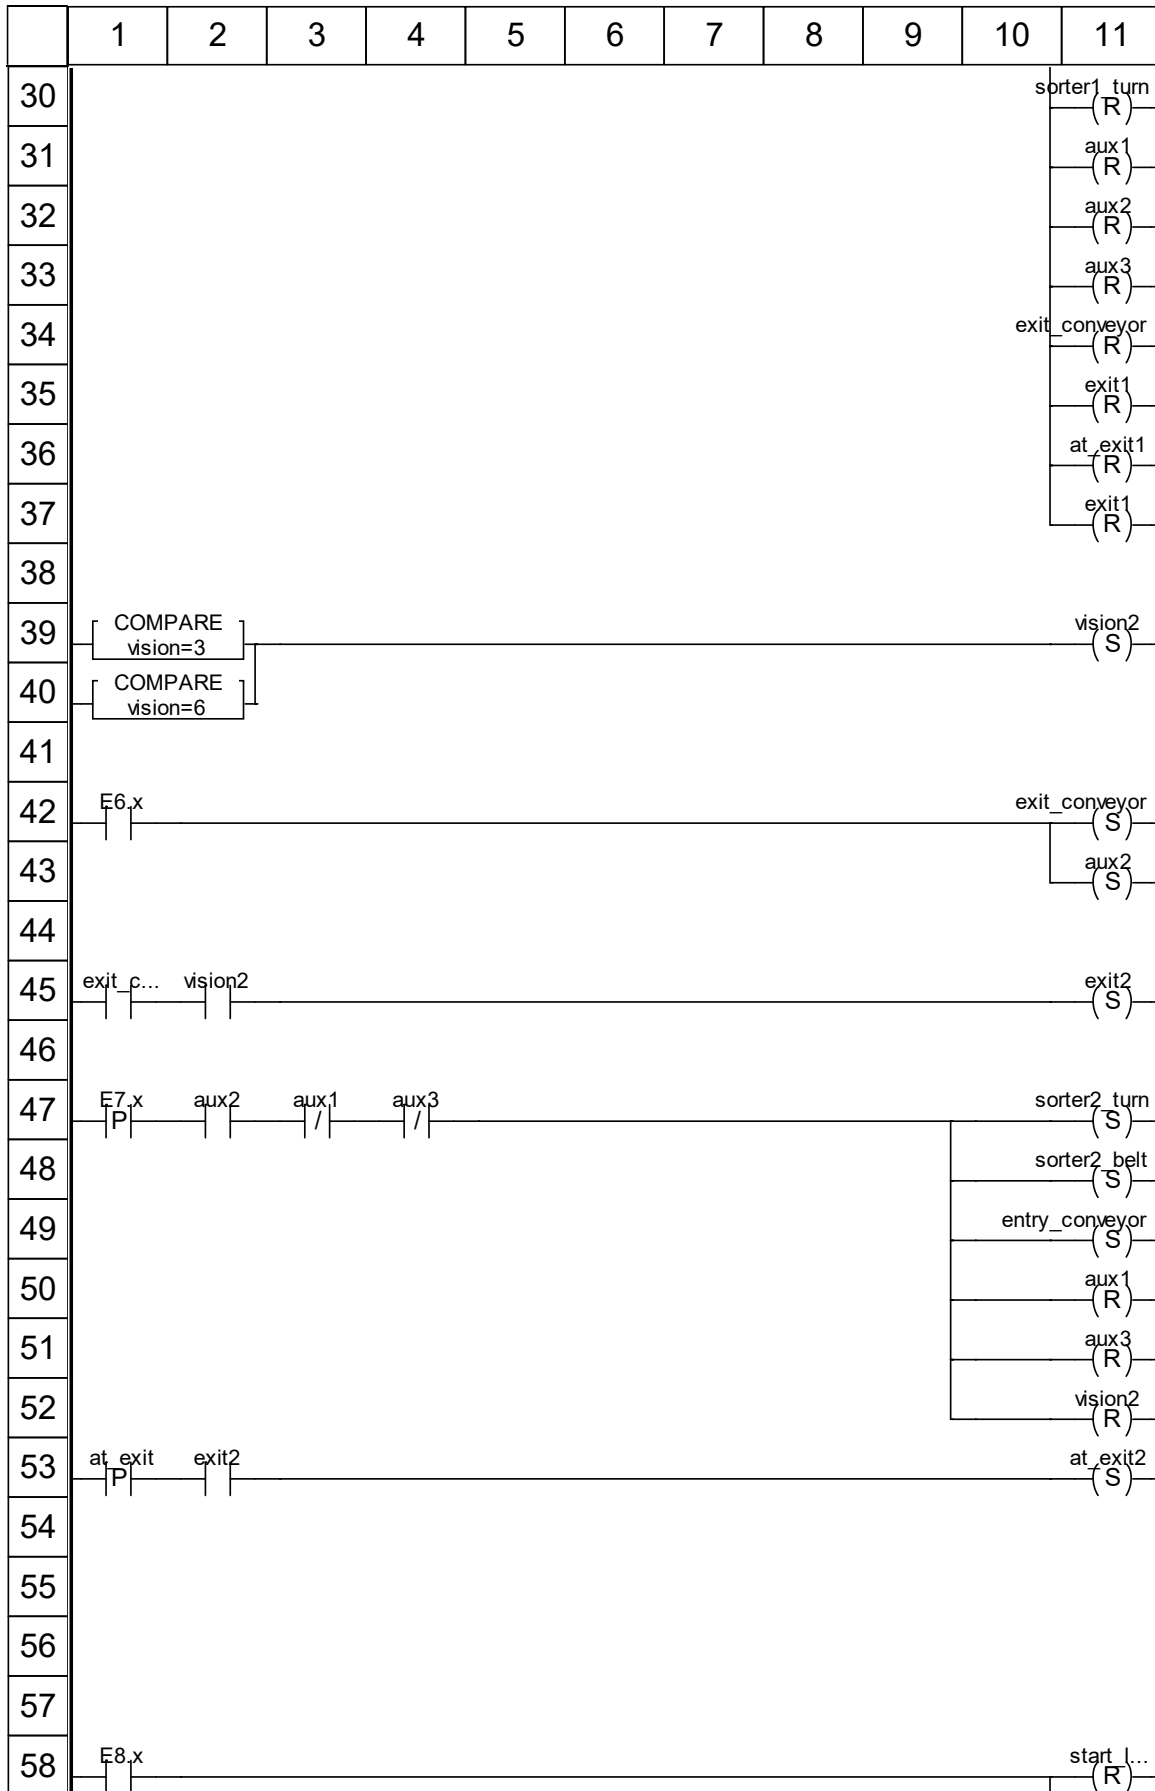 1 2 3 4 5 6 7 8 9 10 11
30 sorter1_turn
R
31 aux1
R
32 aux2
R
33 aux3
R
34 exit_conveyor
R
35 exit1
R
36 at_exit1
R
37 exit1
R
38
39 COMPARE vision2
vision=3 S
40 COMPARE
vision=6
41
42 E6.x exit_conveyor
S
43 aux2
S
44
45 exit_c... vision2 exit2
S
46
47 E7.x aux2 aux1 aux3 sorter2_turn
P / / S
48 sorter2_belt
S
49 entry_conveyor
S
50 aux1
R
51 aux3
R
52 vision2
R
53 at_exit exit2 at_exit2
P S
54
55
56
57
58 E8.x start_l...
R